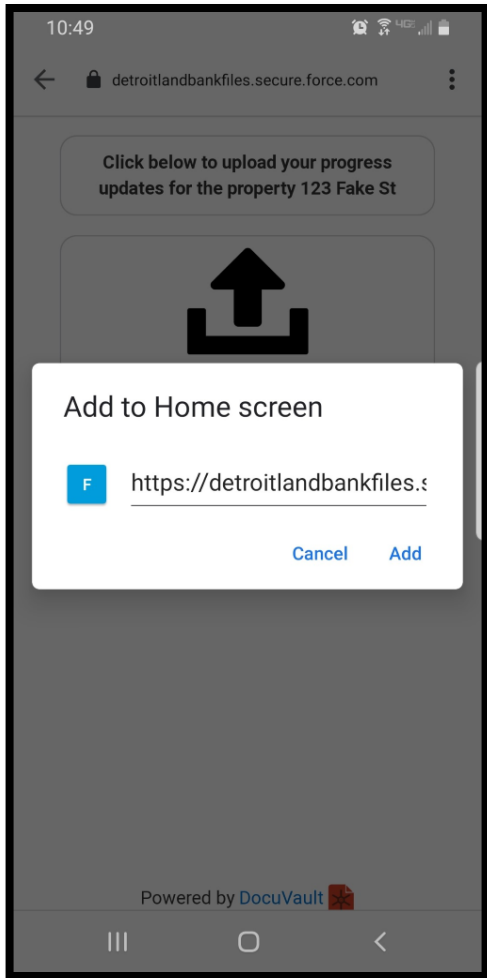 10:49
4GE
detroitlandbankfiles.secure.force.com
Click below to upload your progress
updates for the property 123 Fake St
Add to Home screen
F
https://detroitlandbankfiles.s
Cancel Add
Powered by DocuVault